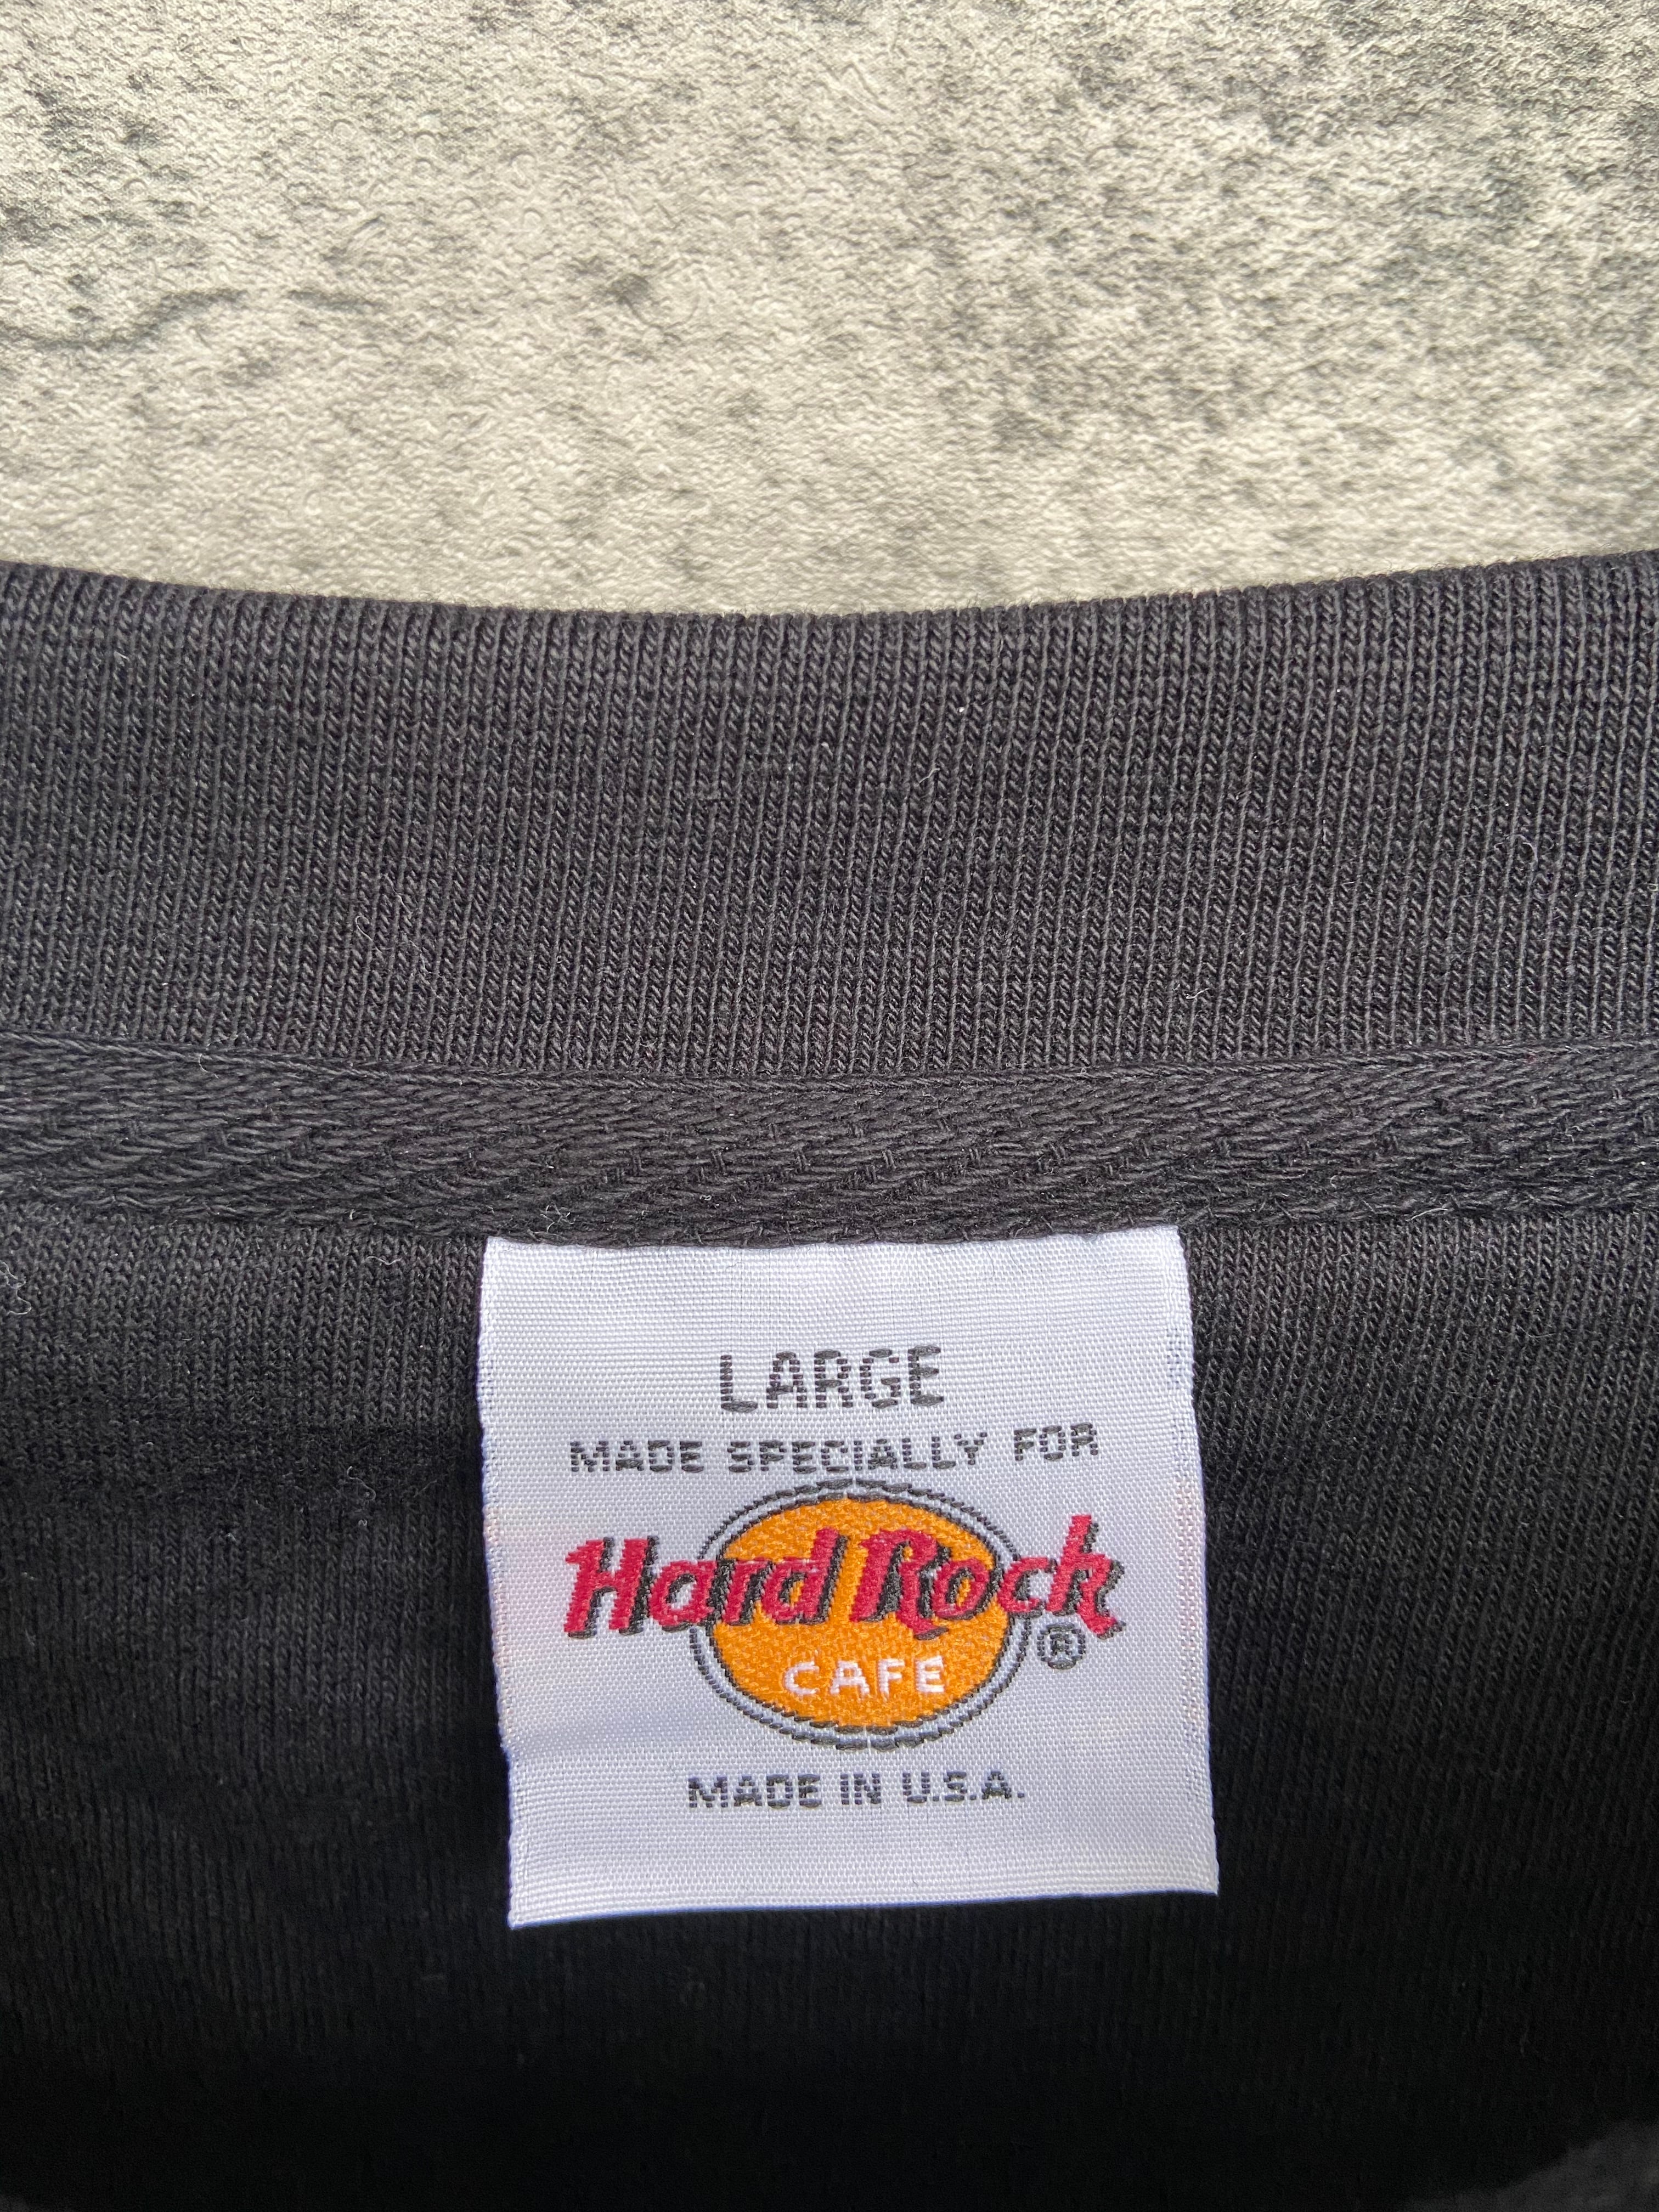 LARGE
MADE SPECIALLY FOR
Hard Rock
®
CAFE
MADE IN U.S.A.